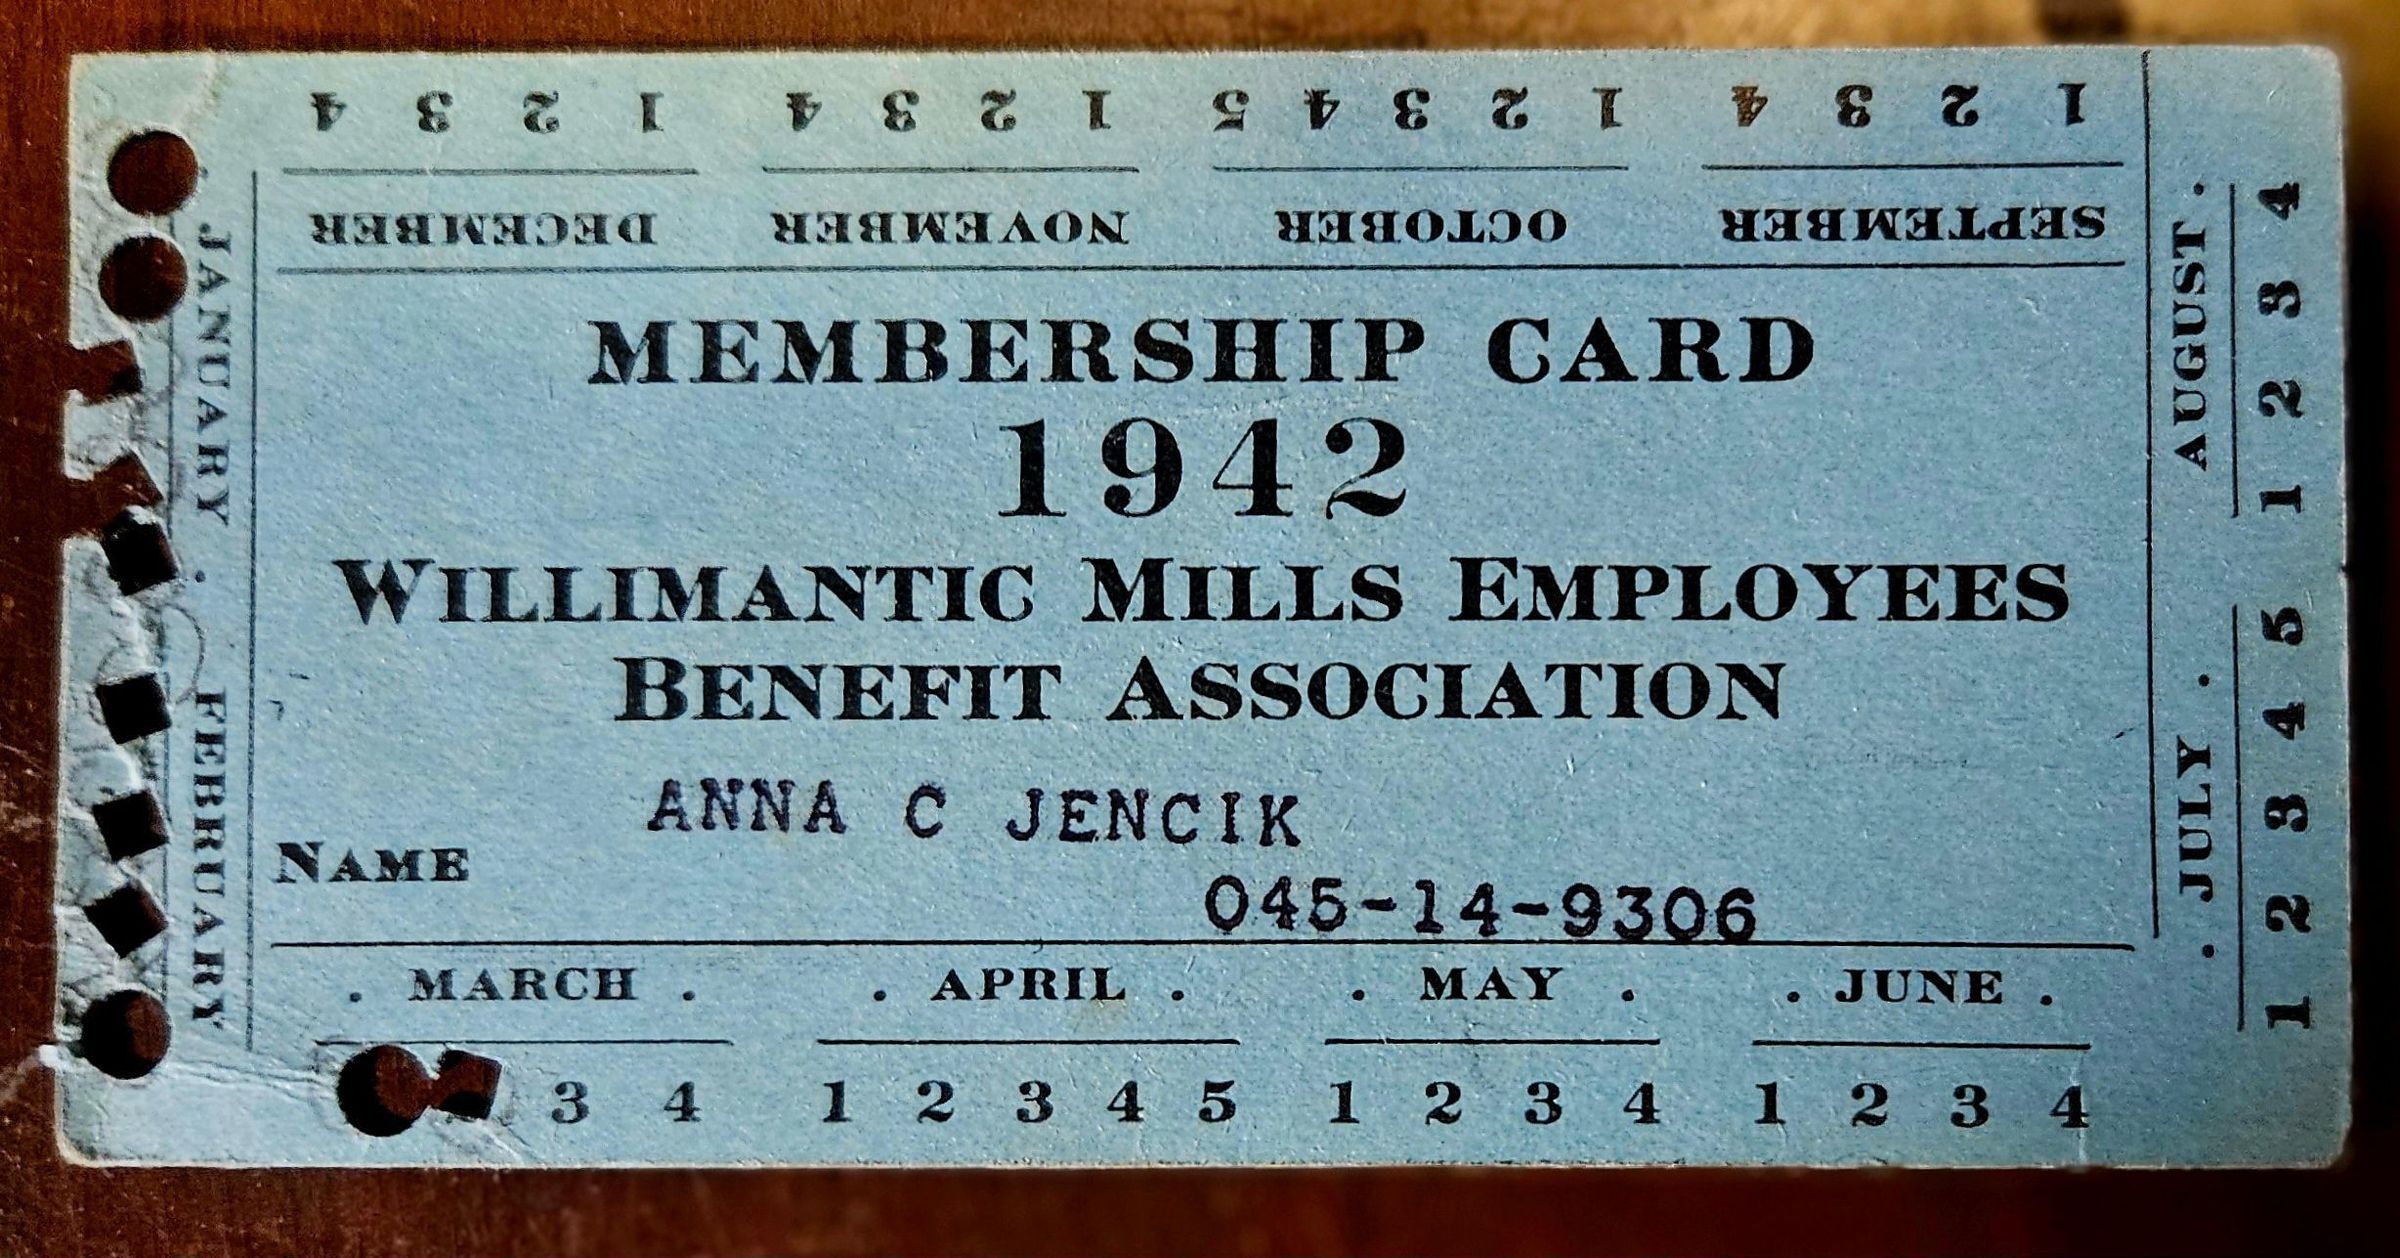 4 3 2 1 4 3 2 1 5 4 3 2 1 4 3 2 1
DECEMBER NOVEMBER OCTOBER SEPTEMBER
MEMBERSHIP CARD
1942
WILLIMANTIC MILLS EMPLOYEES
BENEFIT ASSOCIATION
ANNA C JENCIK
NAME
045-14-9306
. MARCH . . APRIL . . MAY . . JUNE .
3 4 1 2 3 4 5 1 2 3 4 1 2 3 4
JANUARY . FEBRUARY
. JULY . AUGUST .
1 2 3 4 5 1 2 3 4